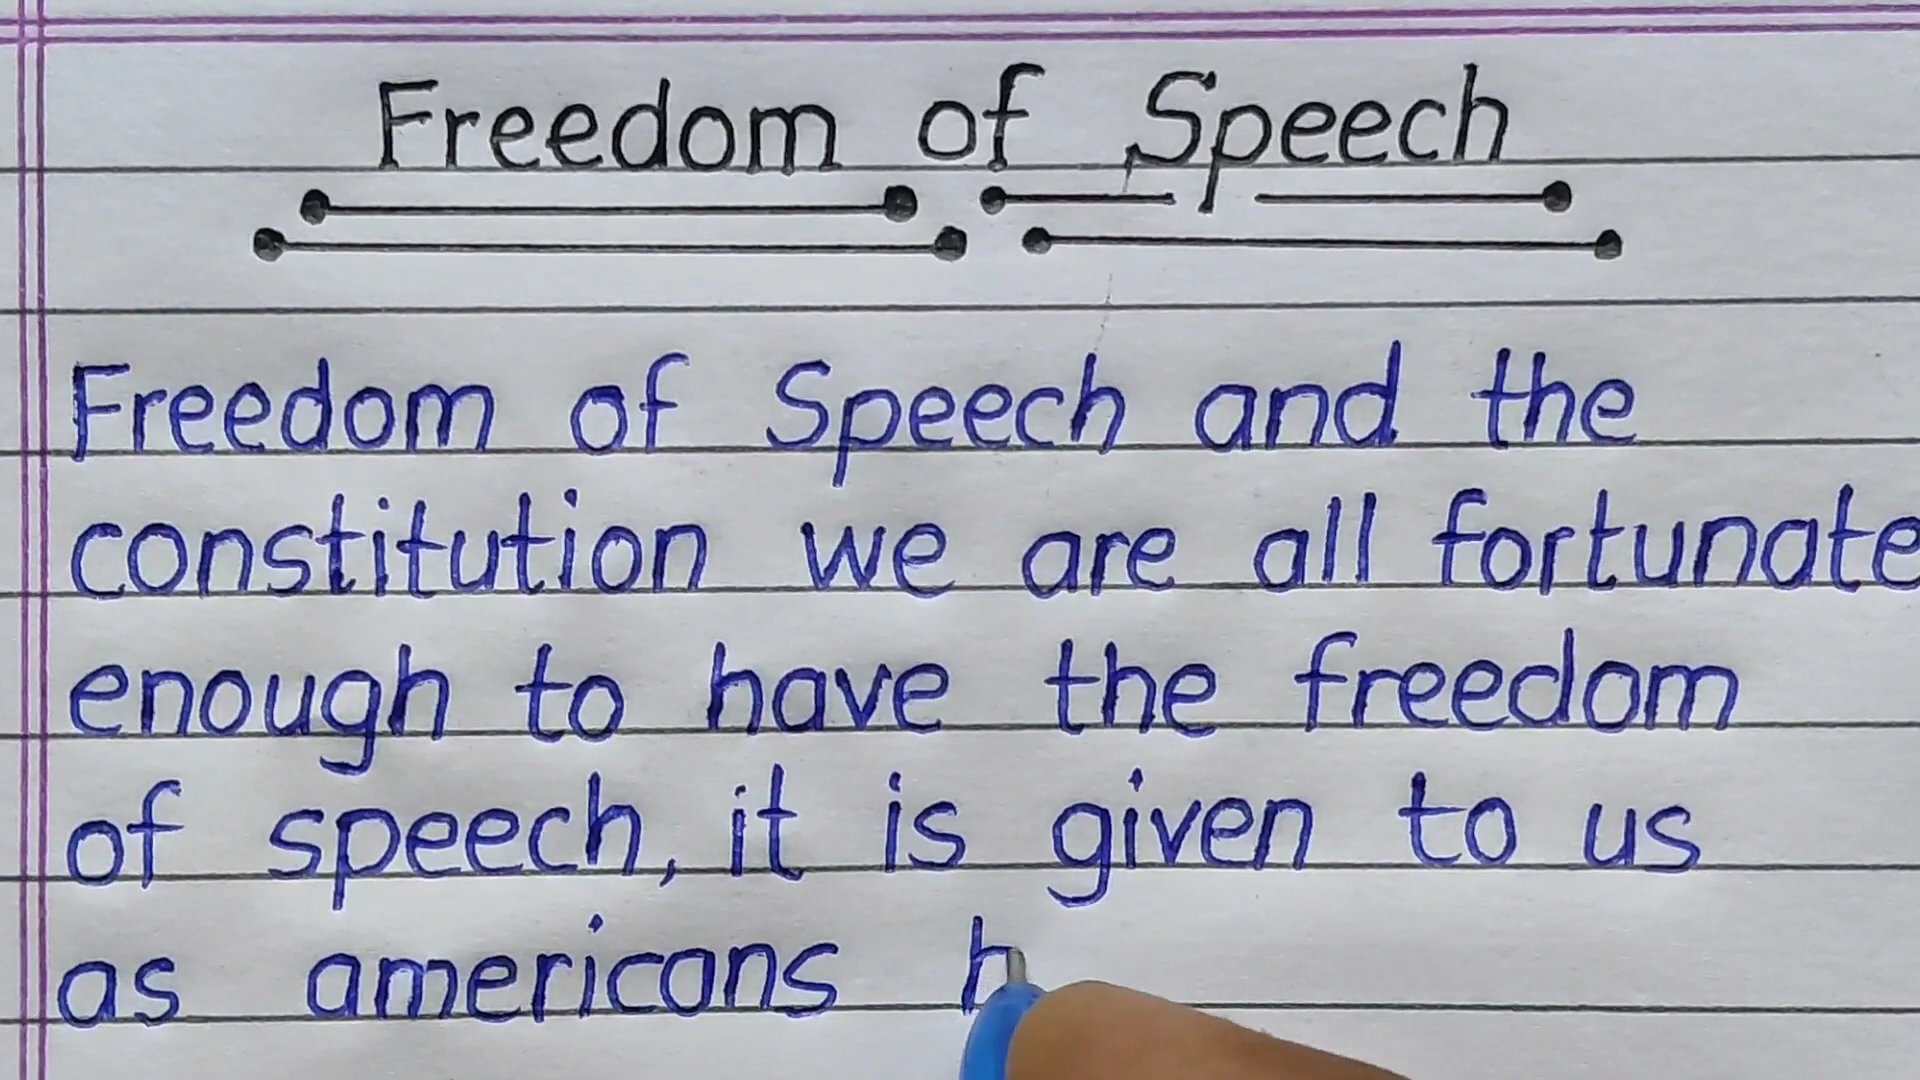 Freedom of Speech
Freedom of Speech and the
constitution we are all fortunate
enough to have the freedom
of speech, it is given to us
as americans